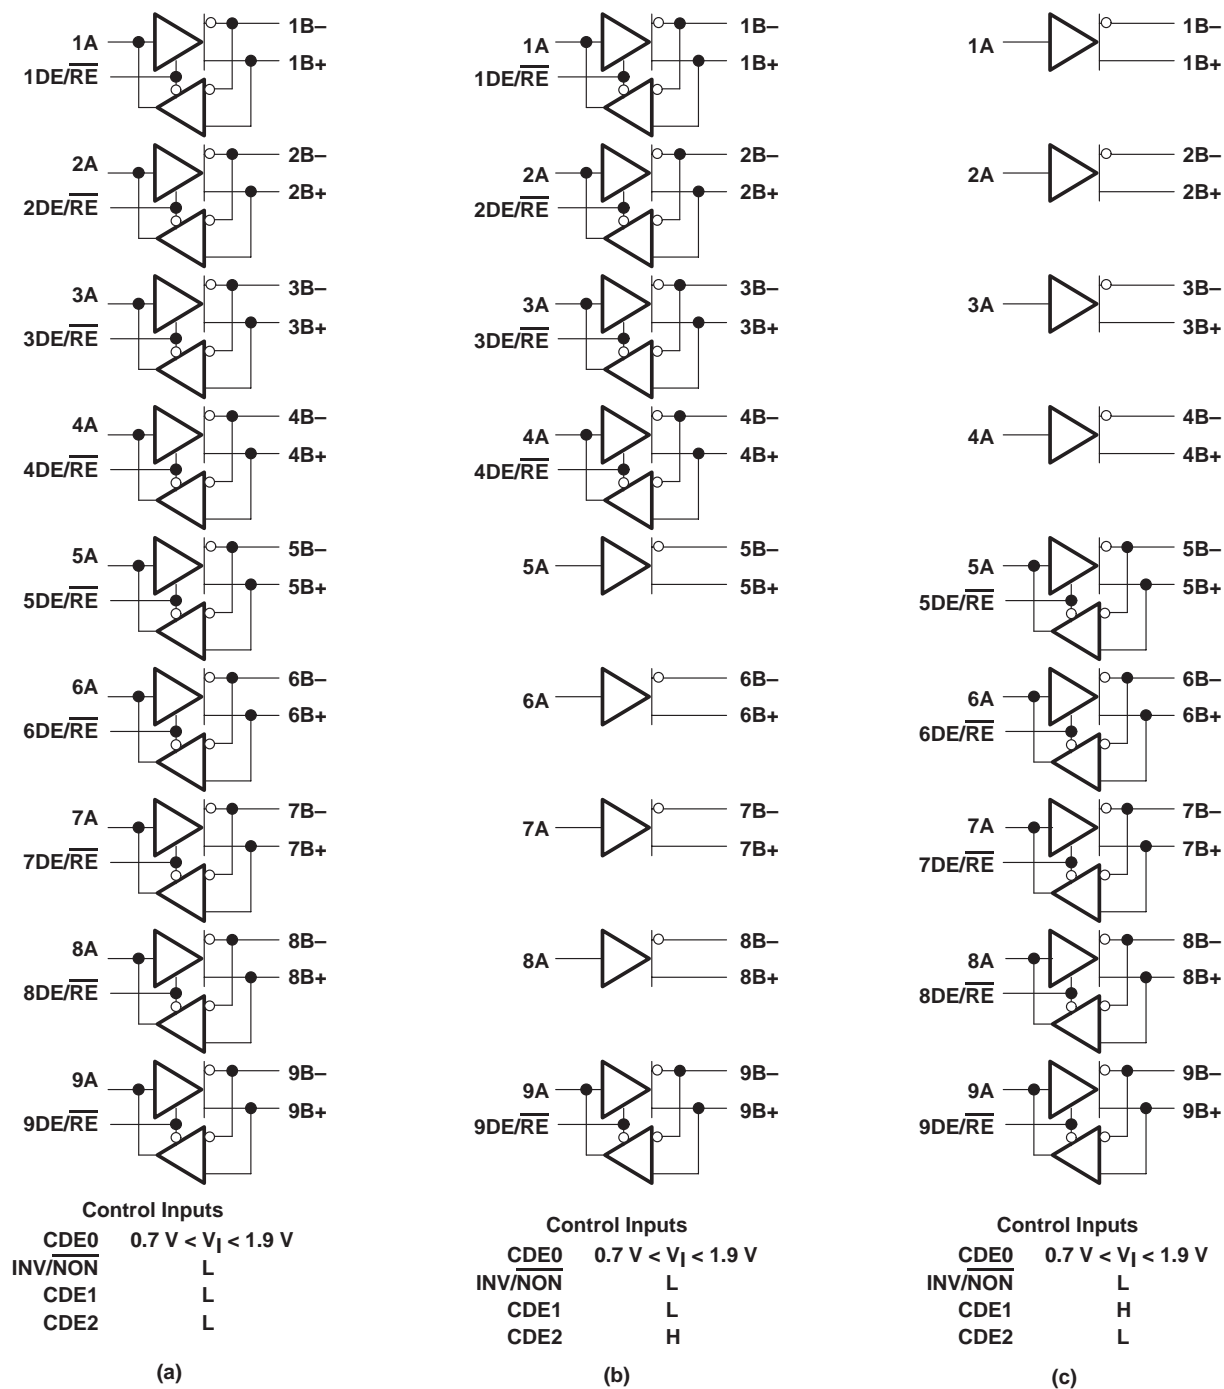 1A
1DE/RE
1B–
1B+
2A
2DE/RE
2B–
2B+
3A
3DE/RE
3B–
3B+
4A
4DE/RE
4B–
4B+
5A
5DE/RE
5B–
5B+
6A
6DE/RE
6B–
6B+
7A
7DE/RE
7B–
7B+
8A
8DE/RE
8B–
8B+
9A
9DE/RE
9B–
9B+
Control Inputs
CDE0 0.7 V < VI < 1.9 V
INV/NON L
CDE1 L
CDE2 L
(a)
1A
1DE/RE
1B–
1B+
2A
2DE/RE
2B–
2B+
3A
3DE/RE
3B–
3B+
4A
4DE/RE
4B–
4B+
5A
5B–
5B+
6A
6B–
6B+
7A
7B–
7B+
8A
8B–
8B+
9A
9DE/RE
9B–
9B+
Control Inputs
CDE0 0.7 V < VI < 1.9 V
INV/NON L
CDE1 L
CDE2 H
(b)
1A
1B–
1B+
2A
2B–
2B+
3A
3B–
3B+
4A
4B–
4B+
5A
5DE/RE
5B–
5B+
6A
6DE/RE
6B–
6B+
7A
7DE/RE
7B–
7B+
8A
8DE/RE
8B–
8B+
9A
9DE/RE
9B–
9B+
Control Inputs
CDE0 0.7 V < VI < 1.9 V
INV/NON L
CDE1 H
CDE2 L
(c)